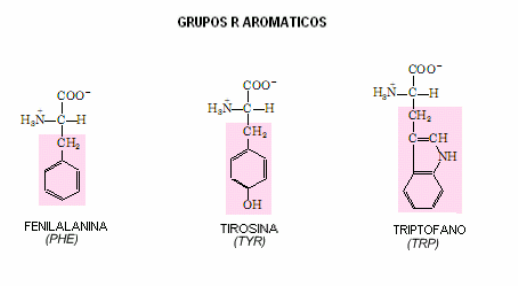 GRUPOS R AROMATICOS
COO⁻
H₃N⁺–C–H
CH₂
FENILALANINA
(PHE)
COO⁻
H₃N⁺–C–H
CH₂
OH
TIROSINA
(TYR)
COO⁻
H₃N⁺–C–H
CH₂
C=CH
NH
TRIPTOFANO
(TRP)